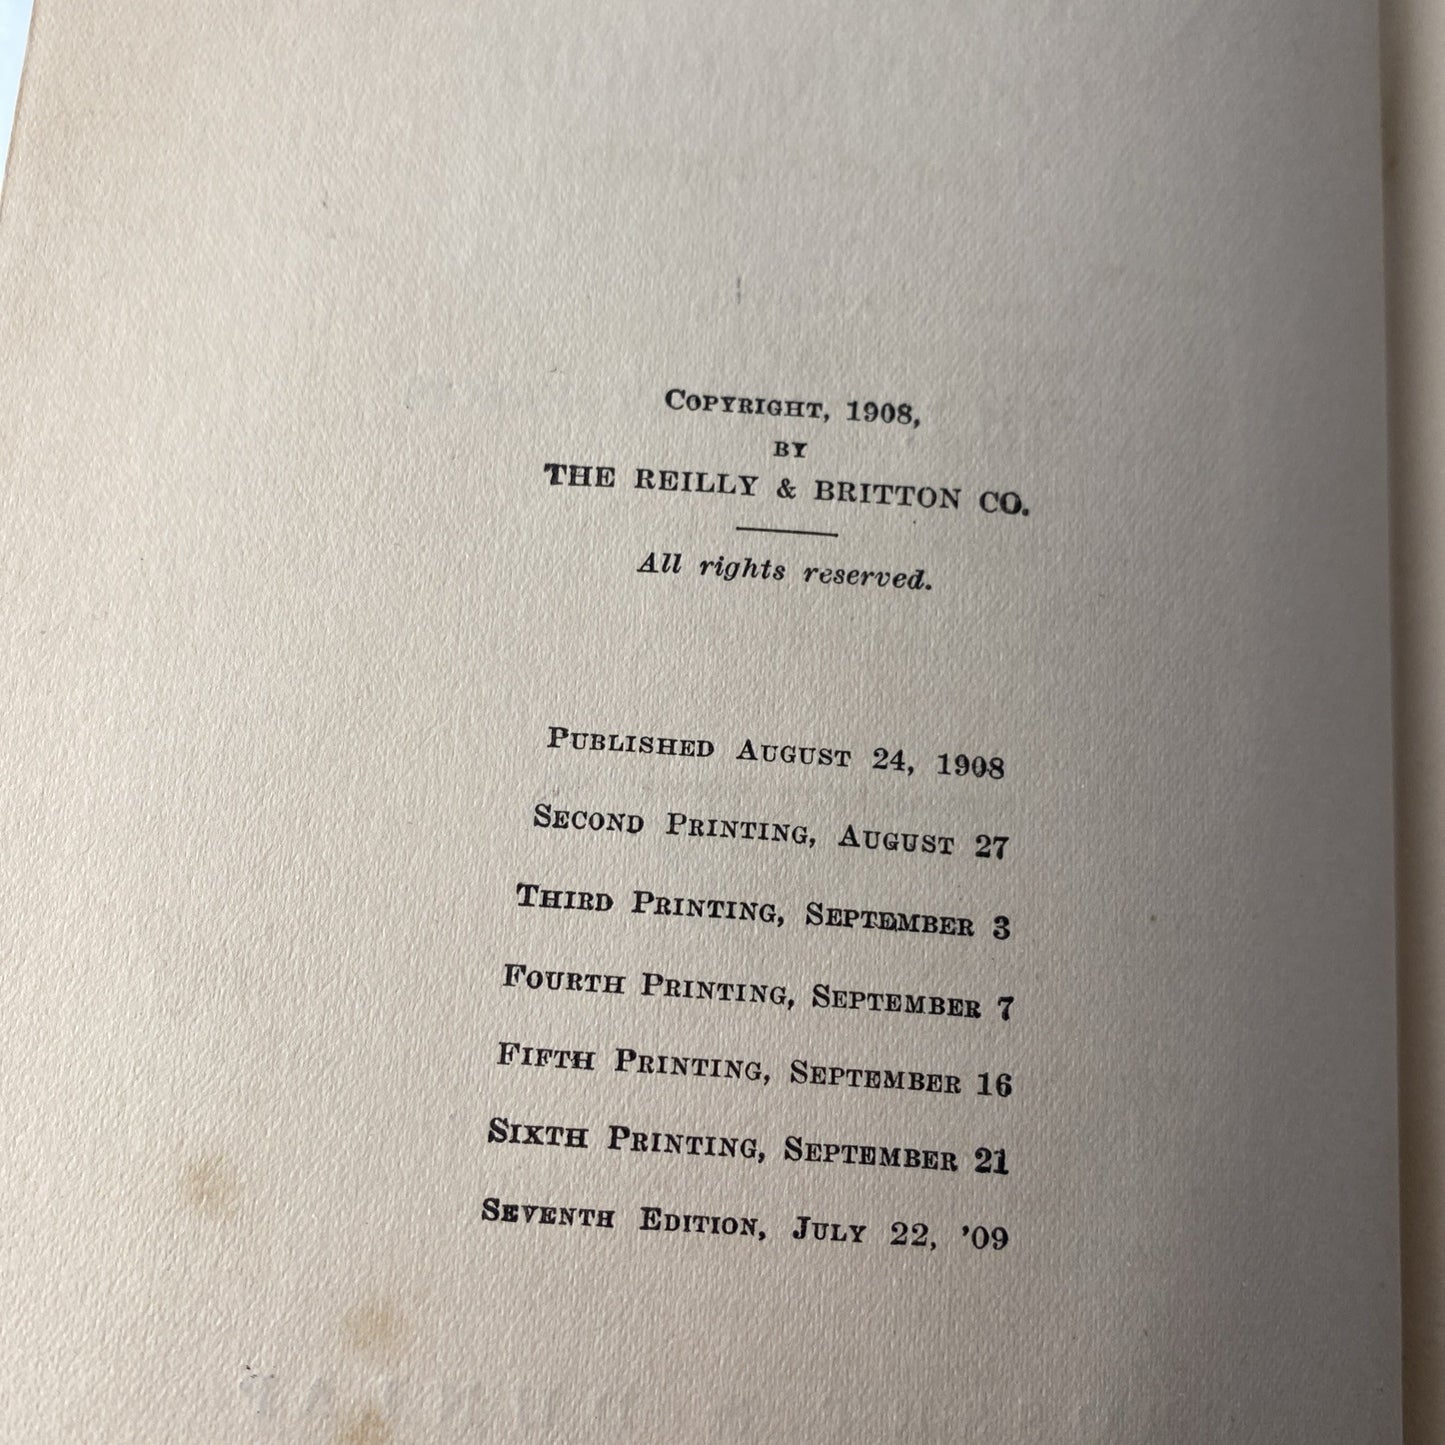 COPYRIGHT, 1908,
BY
THE REILLY & BRITTON CO.
All rights reserved.
PUBLISHED AUGUST 24, 1908
SECOND PRINTING, AUGUST 27
THIRD PRINTING, SEPTEMBER 3
FOURTH PRINTING, SEPTEMBER 7
FIFTH PRINTING, SEPTEMBER 16
SIXTH PRINTING, SEPTEMBER 21
SEVENTH EDITION, JULY 22, '09